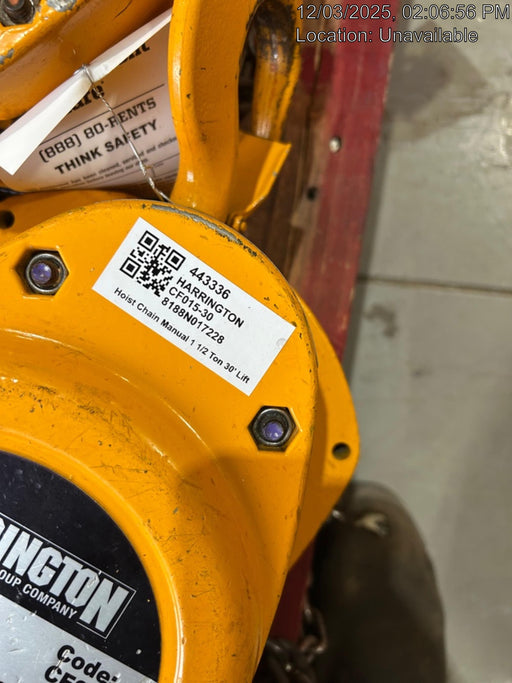 12/03/2025, 02:06:56 PM
Location: Unavailable
(888) 80-RENTS
THINK SAFETY
443336
HARRINGTON
CF015-30
8188N017228
Hoist Chain Manual 1 1/2 Ton 30' Lift
INGTON
OUP COMPANY
Code: